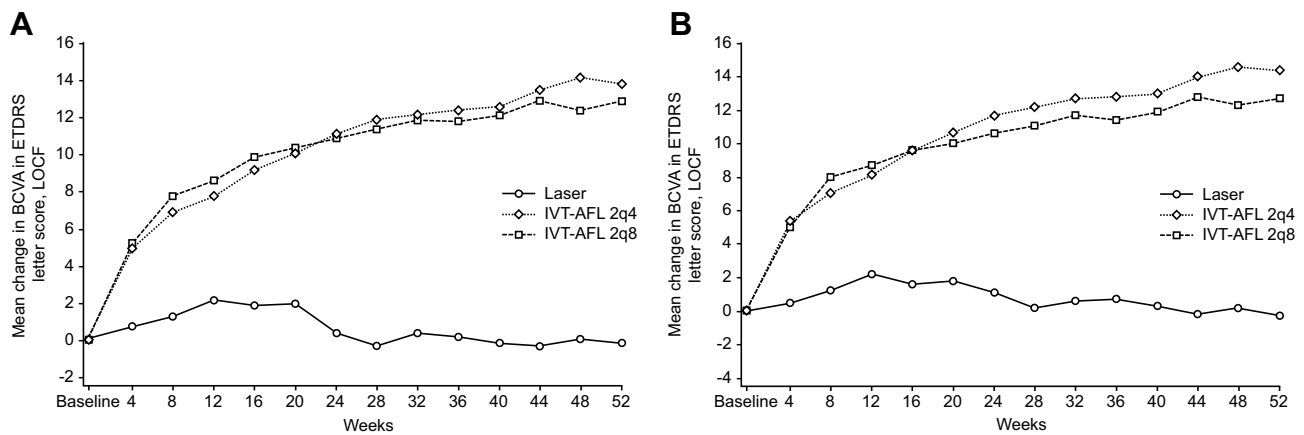 A
Mean change in BCVA in ETDRS
letter score, LOCF
16
14
12
10
8
6
4
2
0
-2
Baseline 4 8 12 16 20 24 28 32 36 40 44 48 52
Weeks
Laser
IVT-AFL 2q4
IVT-AFL 2q8
B
Mean change in BCVA in ETDRS
letter score, LOCF
16
14
12
10
8
6
4
2
0
-2
-4
Baseline 4 8 12 16 20 24 28 32 36 40 44 48 52
Weeks
Laser
IVT-AFL 2q4
IVT-AFL 2q8